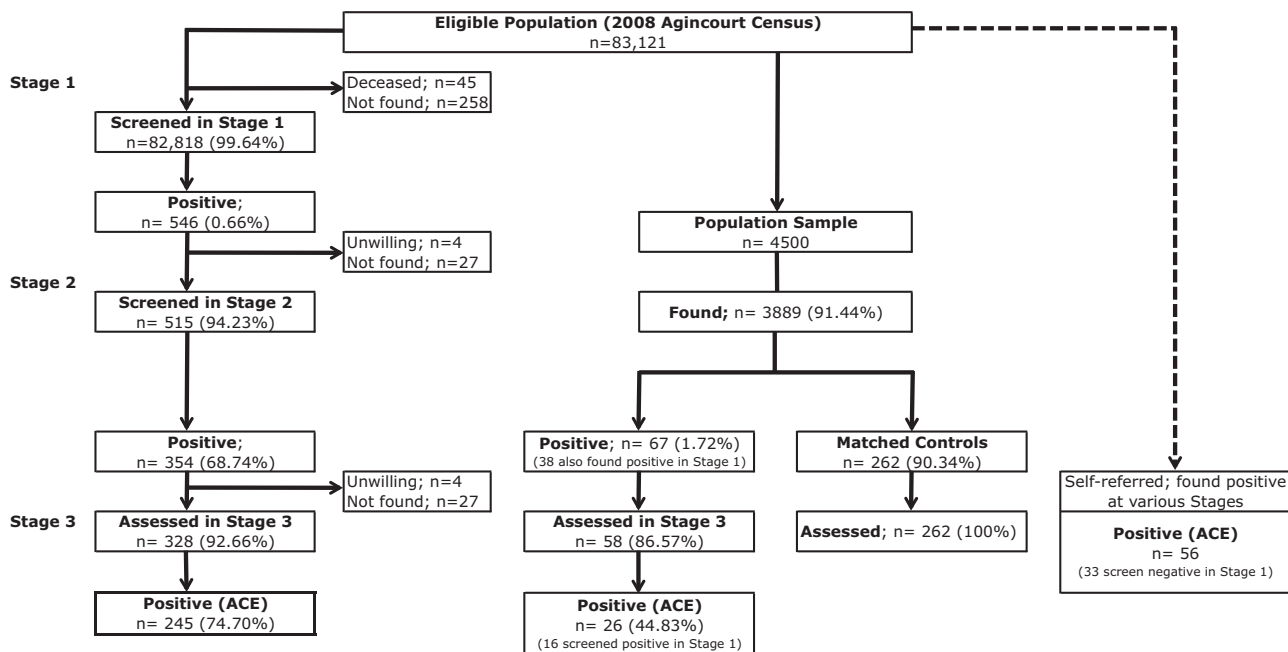 Eligible Population (2008 Agincourt Census)
n=83,121
Stage 1
Deceased; n=45
Not found; n=258
Screened in Stage 1
n=82,818 (99.64%)
Positive;
n= 546 (0.66%)
Unwilling; n=4
Not found; n=27
Stage 2
Screened in Stage 2
n= 515 (94.23%)
Positive;
n= 354 (68.74%)
Unwilling; n=4
Not found; n=27
Stage 3
Assessed in Stage 3
n= 328 (92.66%)
Positive (ACE)
n= 245 (74.70%)
Population Sample
n= 4500
Found; n= 3889 (91.44%)
Positive; n= 67 (1.72%)
(38 also found positive in Stage 1)
Assessed in Stage 3
n= 58 (86.57%)
Positive (ACE)
n= 26 (44.83%)
(16 screened positive in Stage 1)
Matched Controls
n= 262 (90.34%)
Assessed; n= 262 (100%)
Self-referred; found positive
at various Stages
Positive (ACE)
n= 56
(33 screen negative in Stage 1)